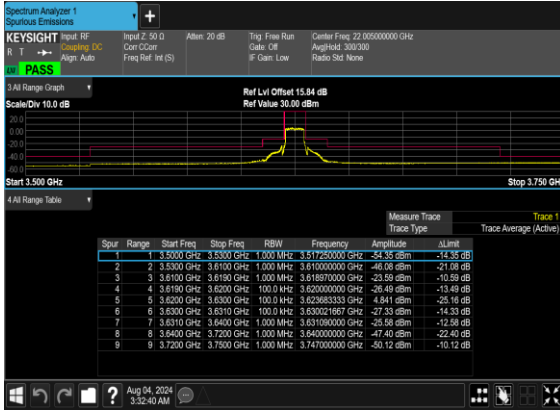 Spectrum Analyzer 1
Spurious Emissions
KEYSIGHT Input: RF Input Z: 50 Ω Atten: 20 dB Trig: Free Run Center Freq: 22.005000000 GHz
R T Coupling: DC Corr CCorr Gate: Off Avg|Hold: 300/300
Align: Auto Freq Ref: Int (S) IF Gain: Low Radio Std: None
PASS
3 All Range Graph Ref Lvl Offset 15.84 dB
Scale/Div 10.0 dB Ref Value 30.00 dBm
20.0
0.00
-20.0
-40.0
-60.0
Start 3.500 GHz Stop 3.750 GH
4 All Range Table
Measure Trace Trace 1
Trace Type Trace Average (Active)
Spur Range Start Freq Stop Freq RBW Frequency Amplitude ΔLimit
1 1 3.5000 GHz 3.5300 GHz 1.000 MHz 3.517250000 GHz -54.35 dBm -14.35 dB
2 2 3.5300 GHz 3.6100 GHz 1.000 MHz 3.610000000 GHz -46.08 dBm -21.08 dB
3 3 3.6100 GHz 3.6190 GHz 1.000 MHz 3.618970000 GHz -23.59 dBm -10.59 dB
4 4 3.6190 GHz 3.6200 GHz 100.0 kHz 3.620000000 GHz -26.49 dBm -13.49 dB
5 5 3.6200 GHz 3.6300 GHz 100.0 kHz 3.623683333 GHz 4.841 dBm -25.16 dB
6 6 3.6300 GHz 3.6310 GHz 100.0 kHz 3.630021667 GHz -27.33 dBm -14.33 dB
7 7 3.6310 GHz 3.6400 GHz 1.000 MHz 3.631090000 GHz -25.58 dBm -12.58 dB
8 8 3.6400 GHz 3.7200 GHz 1.000 MHz 3.640000000 GHz -47.40 dBm -22.40 dB
9 9 3.7200 GHz 3.7500 GHz 1.000 MHz 3.747000000 GHz -50.12 dBm -10.12 dB
? Aug 04, 2024
3:32:40 AM